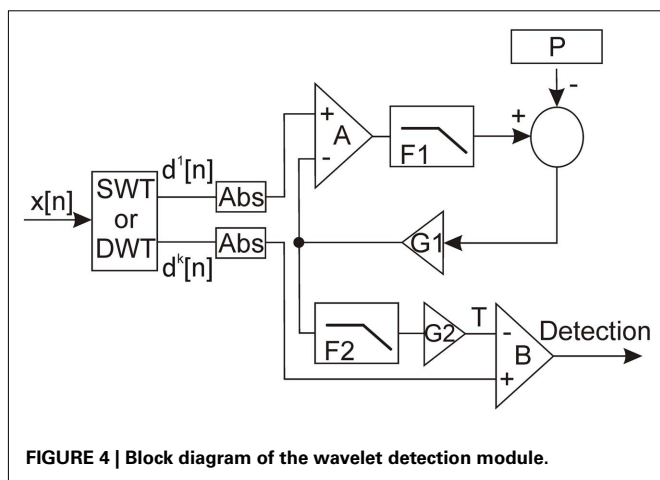 P
-
+
+
A
-
F1
d¹[n]
Abs
SWT
or
DWT
x[n]
dᵏ[n]
Abs
G1
F2
G2
T
-
B
+
Detection
FIGURE 4 | Block diagram of the wavelet detection module.